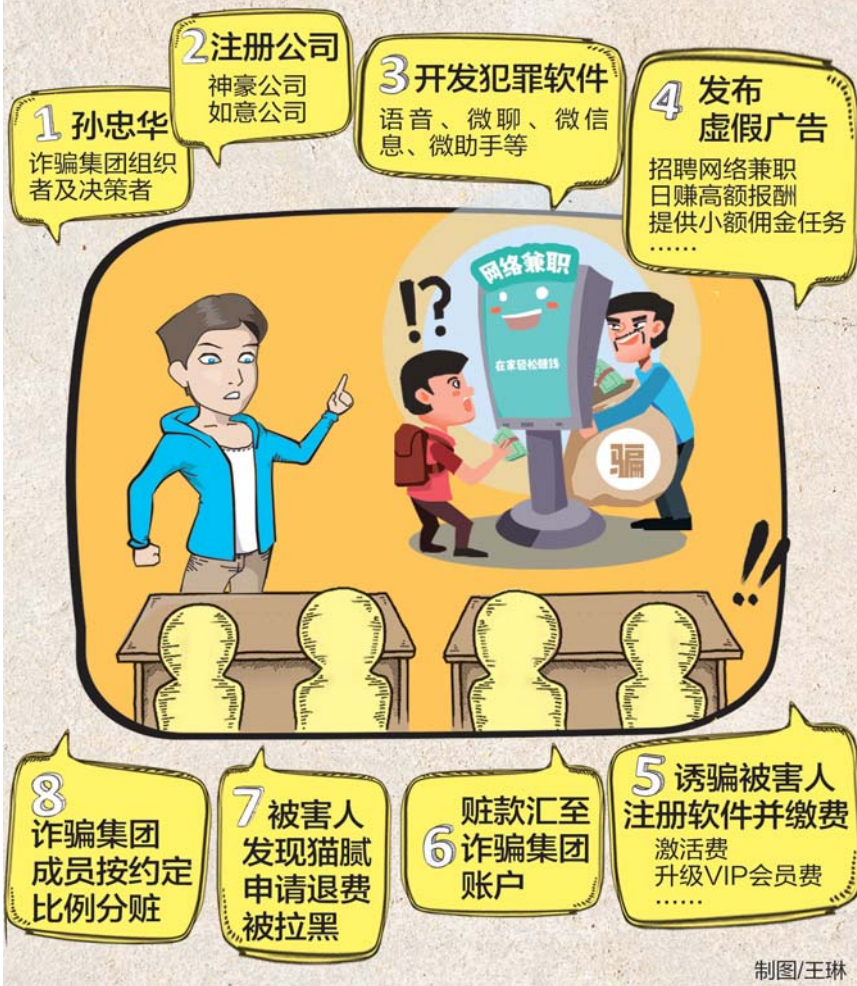 1 孙忠华
诈骗集团组织
者及决策者
2 注册公司
神豪公司
如意公司
3 开发犯罪软件
语音、微聊、微信
息、微助手等
4 发布
虚假广告
招聘网络兼职
日赚高额报酬
提供小额佣金任务
……
网络兼职
!?
在家轻松赚钱
骗
!!
5 诱骗被害人
注册软件并缴费
激活费
升级VIP会员费
……
6 赃款汇至
诈骗集团
账户
7 被害人
发现猫腻
申请退费
被拉黑
8
诈骗集团
成员按约定
比例分赃
制图/王琳